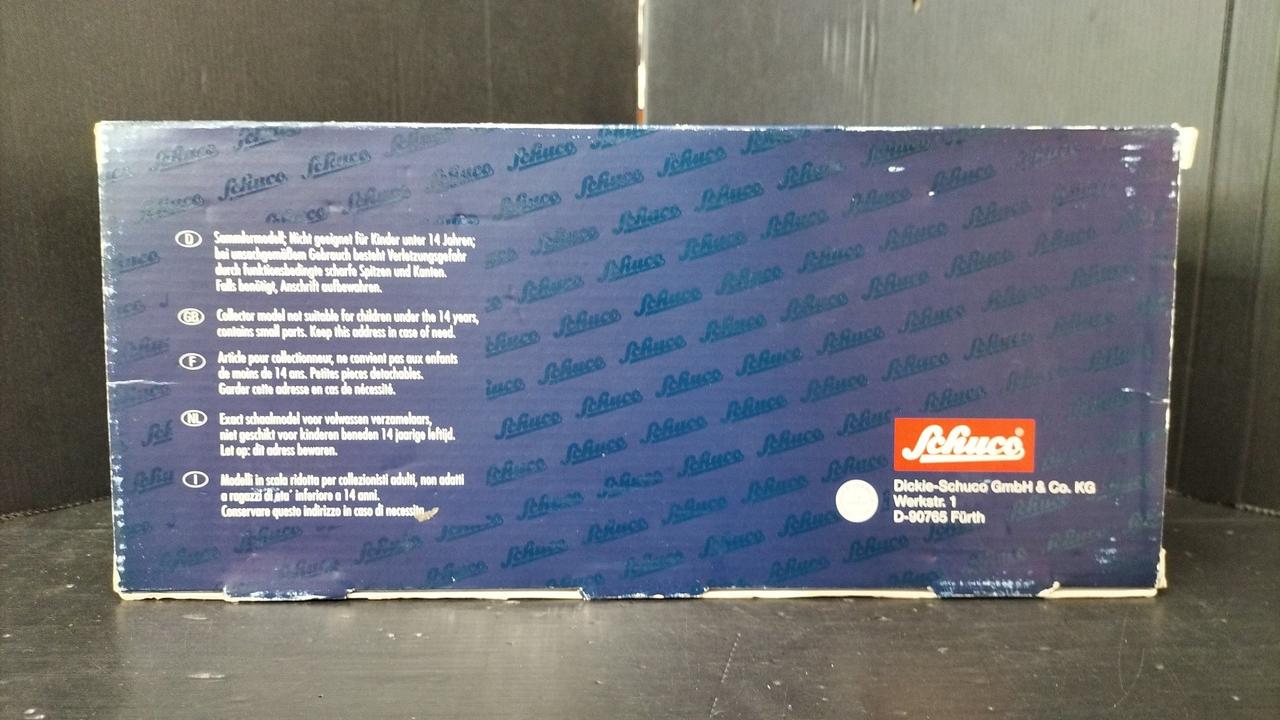 D
Sammlermodell; Nicht geeignet für Kinder unter 14 Jahren;
bei unsachgemäßem Gebrauch besteht Verletzungsgefahr
durch funktionsbedingte scharfe Spitzen und Kanten.
Falls benötigt, Anschrift aufbewahren.
GB
Collector model not suitable for children under the 14 years,
contains small parts. Keep this address in case of need.
F
Article pour collectionneur, ne convient pas aux enfants
de moins de 14 ans. Petites pieces detachables.
Garder cette adresse en cas de nécessité.
NL
Exact schaalmodel voor volwassen verzamelaars,
niet geschikt voor kinderen beneden 14 jaarige leftijd.
Let op: dit adress bewaren.
I
Modelli in scala ridotta per collezionisti adulti, non adatti
a ragazzi di eta' inferiore a 14 anni.
Conservare questo indirizzo in caso di necessita
Schuco®
Dickie-Schuco GmbH & Co. KG
Werkstr. 1
D-90765 Fürth